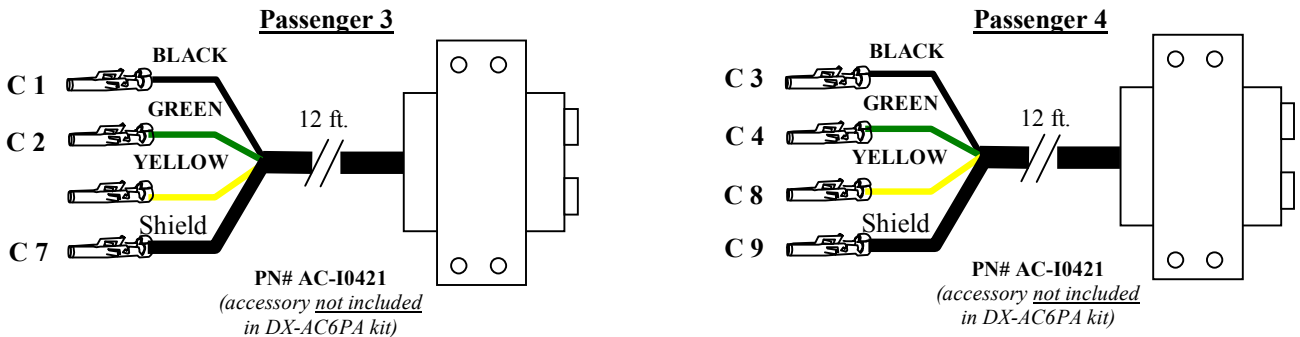 Passenger 3
BLACK
C 1
GREEN
C 2
12 ft.
YELLOW
Shield
C 7
PN# AC-I0421
(accessory not included
in DX-AC6PA kit)
Passenger 4
BLACK
C 3
GREEN
C 4
12 ft.
YELLOW
C 8
Shield
C 9
PN# AC-I0421
(accessory not included
in DX-AC6PA kit)